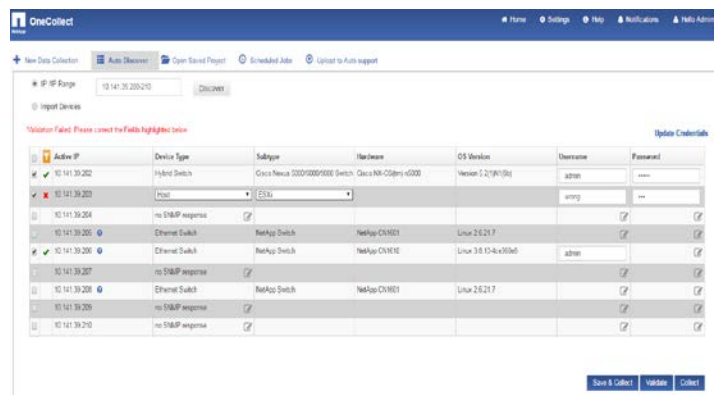 OneCollect
Home Settings Help Notifications Hello Admin
NetApp
New Data Collection Auto Discover Open Saved Project Scheduled Jobs Upload to Auto support
IP/IP Range 10.141.39.200-210 Discover
Import Devices
*Validation Failed. Please correct the Fields highlighted below
Update Credentials
Active IP Device Type Subtype Hardware OS Version Username Password
10.141.39.202 Hybrid Switch Cisco Nexus 5000 Switch Cisco NX-OS(tm) n5000 Version admin
10.141.39.203 Host ESXi wrong
10.141.39.204 no SNMP response
10.141.39.205 Ethernet Switch NetApp Switch NetApp CN1601 Linux 2.6.21.7
10.141.39.206 Ethernet Switch NetApp Switch NetApp CN1610 Linux admin
10.141.39.207 no SNMP response
10.141.39.208 Ethernet Switch NetApp Switch NetApp CN1601 Linux 2.6.21.7
10.141.39.209 no SNMP response
10.141.39.210 no SNMP response
Save & Collect Validate Collect